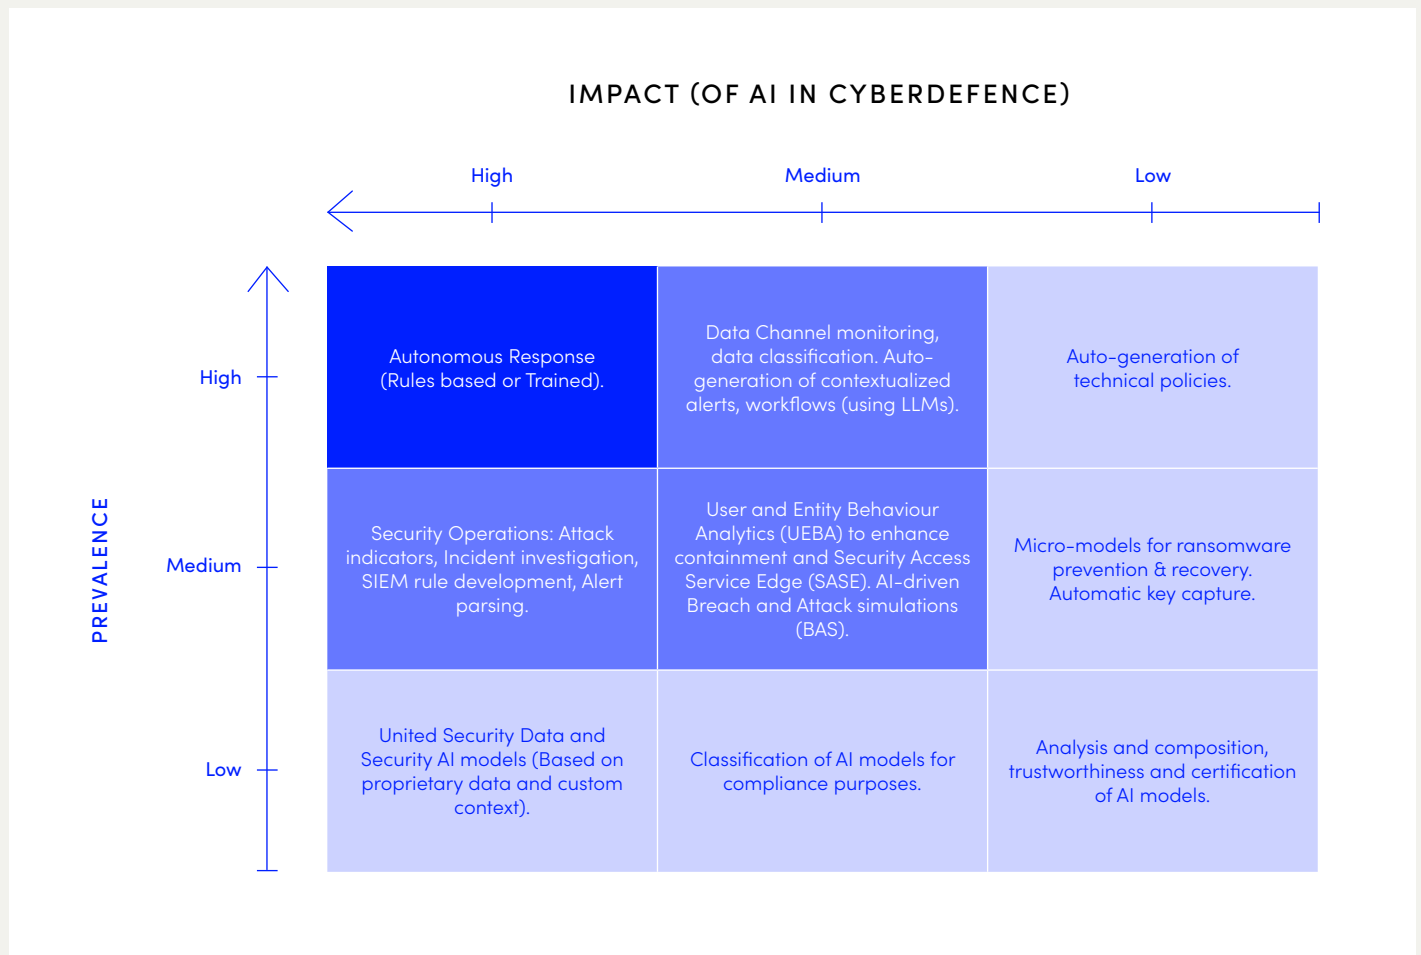 IMPACT (OF AI IN CYBERDEFENCE)
High
Medium
Low
PREVALENCE
High
Autonomous Response
(Rules based or Trained).
Data Channel monitoring,
data classification. Auto-
generation of contextualized
alerts, workflows (using LLMs).
Auto-generation of
technical policies.
Medium
Security Operations: Attack
indicators, Incident investigation,
SIEM rule development, Alert
parsing.
User and Entity Behaviour
Analytics (UEBA) to enhance
containment and Security Access
Service Edge (SASE). AI-driven
Breach and Attack simulations
(BAS).
Micro-models for ransomware
prevention & recovery.
Automatic key capture.
Low
United Security Data and
Security AI models (Based on
proprietary data and custom
context).
Classification of AI models for
compliance purposes.
Analysis and composition,
trustworthiness and certification
of AI models.